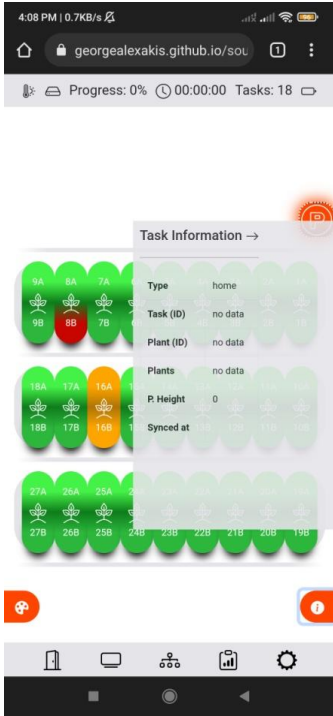 4:08 PM | 0.7KB/s
georgealexakis.github.io/sou
1
Progress: 0% 00:00:00 Tasks: 18
P
Task Information →
Type home
Task (ID) no data
Plant (ID) no data
Plants no data
P. Height 0
Synced at
9A 8A 7A
9B 8B 7B
18A 17A 16A
18B 17B 16B
27A 26A 25A
27B 26B 25B 24B 23B 22B 21B 20B 19B